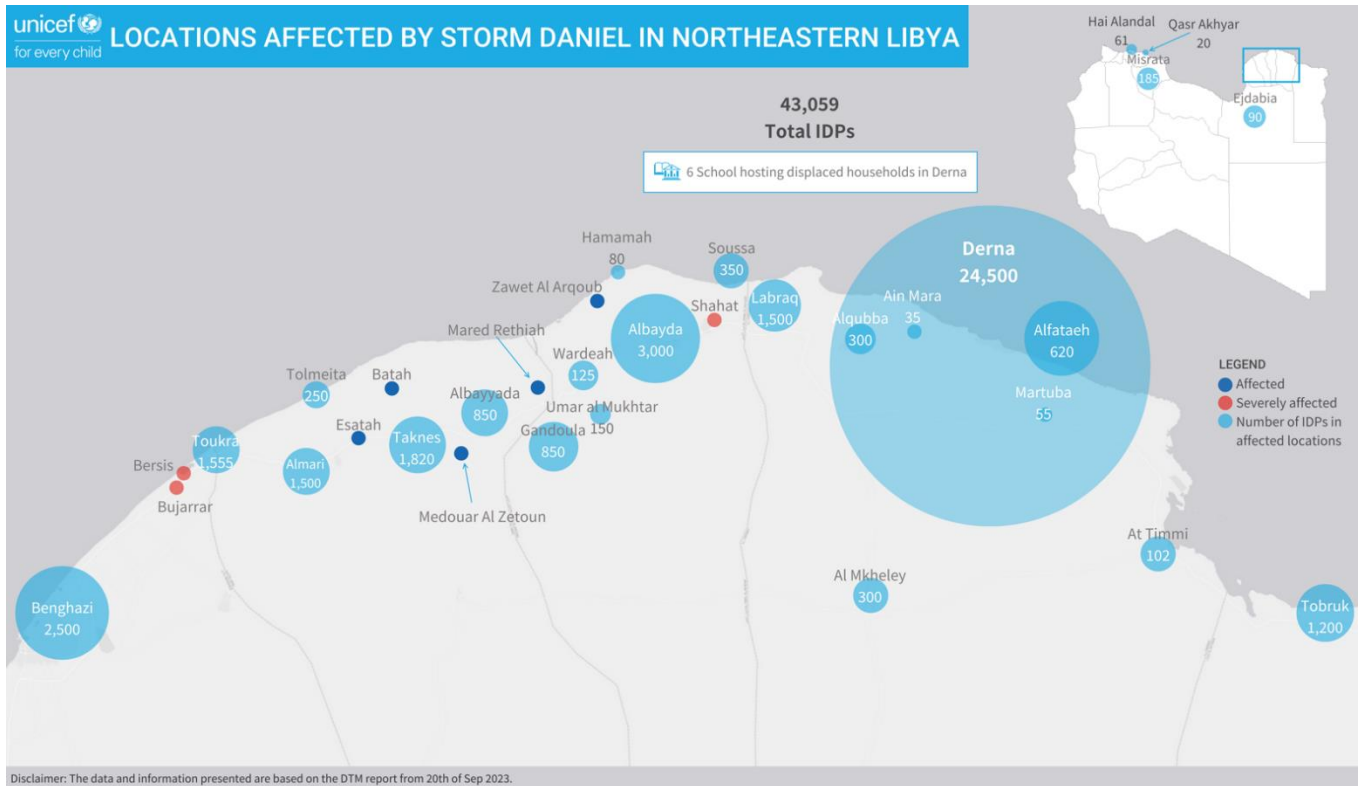 unicef
for every child
LOCATIONS AFFECTED BY STORM DANIEL IN NORTHEASTERN LIBYA
Hai Alandal
61
Qasr Akhyar
20
Misrata
185
Ejdabia
90
43,059
Total IDPs
6 School hosting displaced households in Derna
Hamamah
80
Soussa
350
Derna
24,500
Zawet Al Arqoub
Shahat
Labraq
1,500
Ain Mara
35
Alqubba
300
Alfataeh
620
Mared Rethiah
Albayda
3,000
Wardeah
125
Martuba
55
Tolmeita
250
Batah
Albayyada
850
Umar al Mukhtar
150
Esatah
Taknes
1,820
Gandoula
850
Toukra
1,555
Bersis
Almari
1,500
Bujarrar
Medouar Al Zetoun
At Timmi
102
Al Mkheley
300
Benghazi
2,500
Tobruk
1,200
LEGEND
Affected
Severely affected
Number of IDPs in
affected locations
Disclaimer: The data and information presented are based on the DTM report from 20th of Sep 2023.